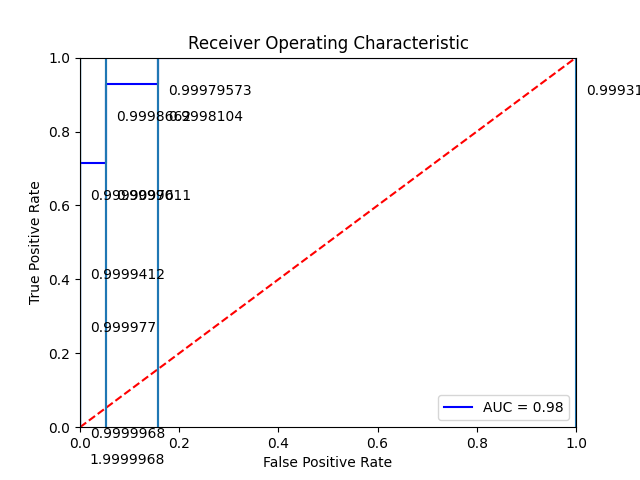 Receiver Operating Characteristic
1.0
0.99979573
0.99931
0.9998662
0.9998104
0.8
0.6
0.9999412
0.4
0.999977
0.2
AUC = 0.98
0.0
0.9999968
0.0 0.2 0.4 0.6 0.8 1.0
1.9999968
False Positive Rate
True Positive Rate